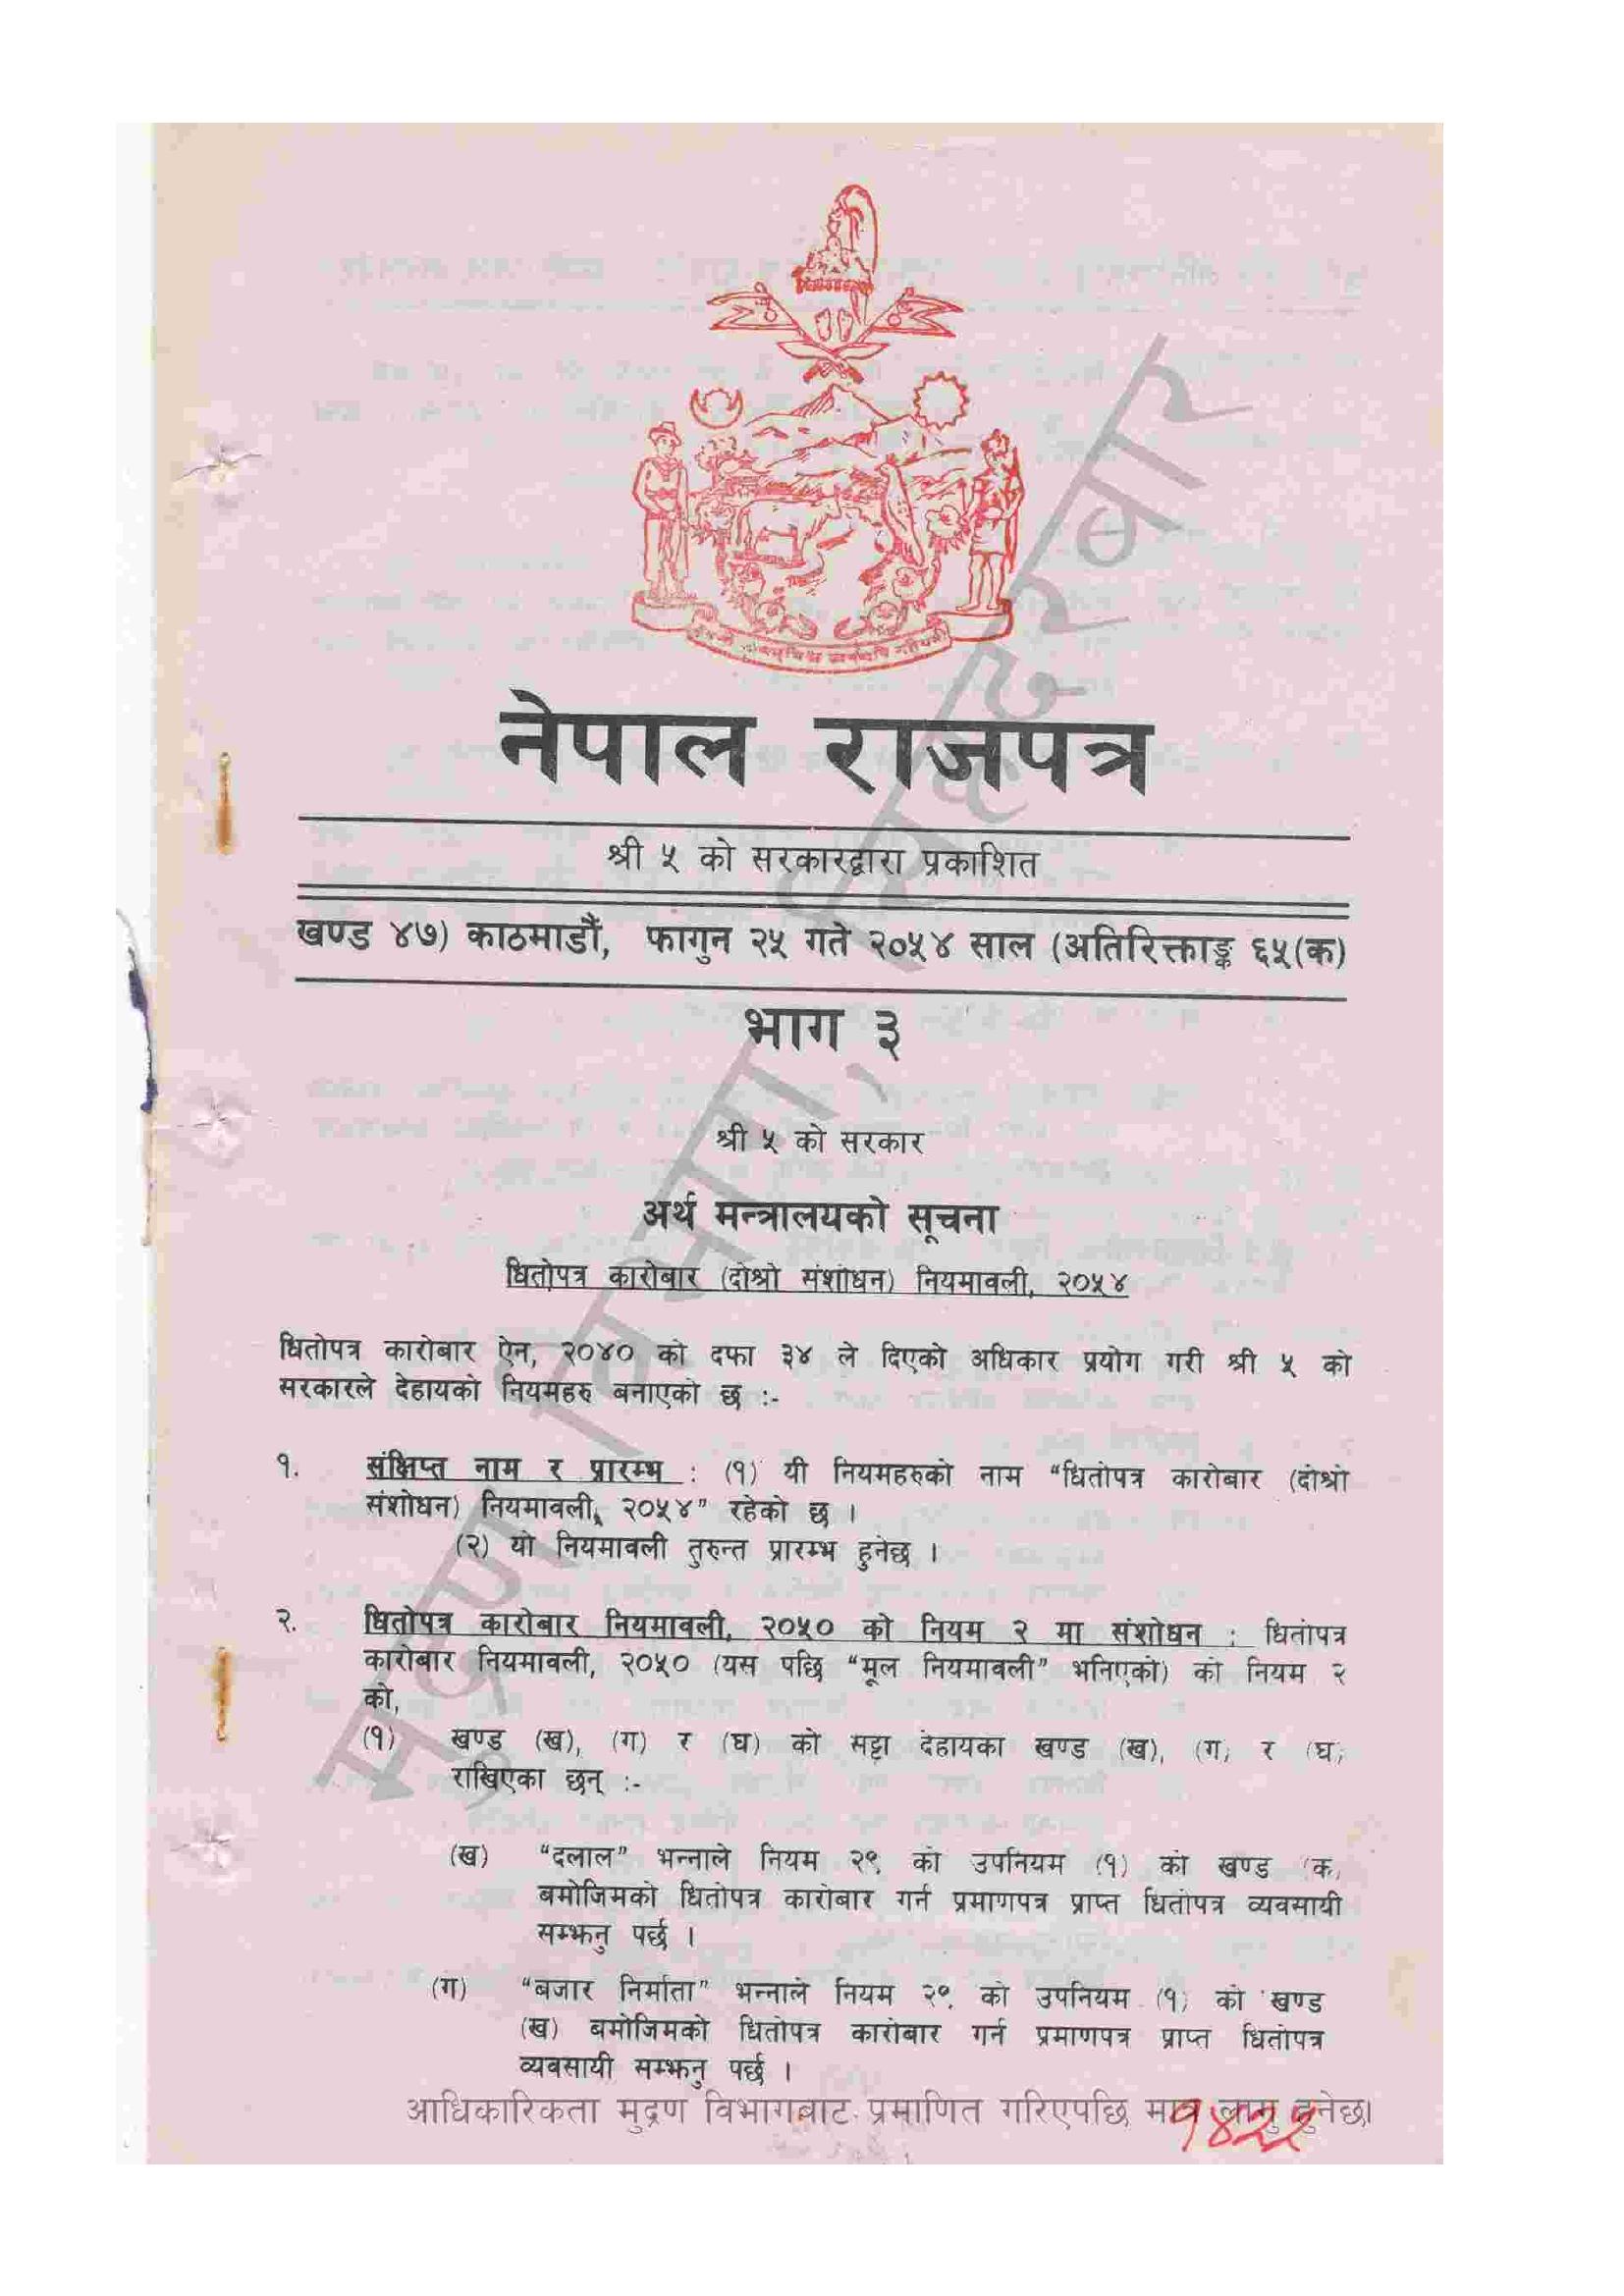 नेपाल राजपत्र
श्री ५ को सरकारद्वारा प्रकाशित
खण्ड ४७) काठमाडौं, फागुन २५ गते २०५४ साल (अतिरिक्ताङ्क ६५(क)
भाग ३
श्री ५ को सरकार
अर्थ मन्त्रालयको सूचना
धितोपत्र कारोबार (दोश्रो संशोधन) नियमावली, २०५४
धितोपत्र कारोबार ऐन, २०४० को दफा ३४ ले दिएको अधिकार प्रयोग गरी श्री ५ को
सरकारले देहायको नियमहरु बनाएको छ :-
१. संक्षिप्त नाम र प्रारम्भ : (१) यी नियमहरुको नाम “धितोपत्र कारोबार (दोश्रो
संशोधन) नियमावली, २०५४” रहेको छ ।
(२) यो नियमावली तुरुन्त प्रारम्भ हुनेछ ।
२. धितोपत्र कारोबार नियमावली, २०५० को नियम २ मा संशोधन : धितोपत्र
कारोबार नियमावली, २०५० (यस पछि “मूल नियमावली” भनिएको) को नियम २
को,
(१) खण्ड (ख), (ग) र (घ) को सट्टा देहायका खण्ड (ख), (ग) र (घ)
राखिएका छन् :-
(ख) “दलाल” भन्नाले नियम २९ को उपनियम (१) को खण्ड (क)
बमोजिमको धितोपत्र कारोबार गर्न प्रमाणपत्र प्राप्त धितोपत्र व्यवसायी
सम्झनु पर्छ ।
(ग) “बजार निर्माता” भन्नाले नियम २९ को उपनियम (१) को खण्ड
(ख) बमोजिमको धितोपत्र कारोबार गर्न प्रमाणपत्र प्राप्त धितोपत्र
व्यवसायी सम्झनु पर्छ ।
आधिकारिकता मुद्रण विभागबाट प्रमाणित गरिएपछि मात्र लागु हुनेछ।
१४२५
मुद्रण विभाग, सिंहदरबार